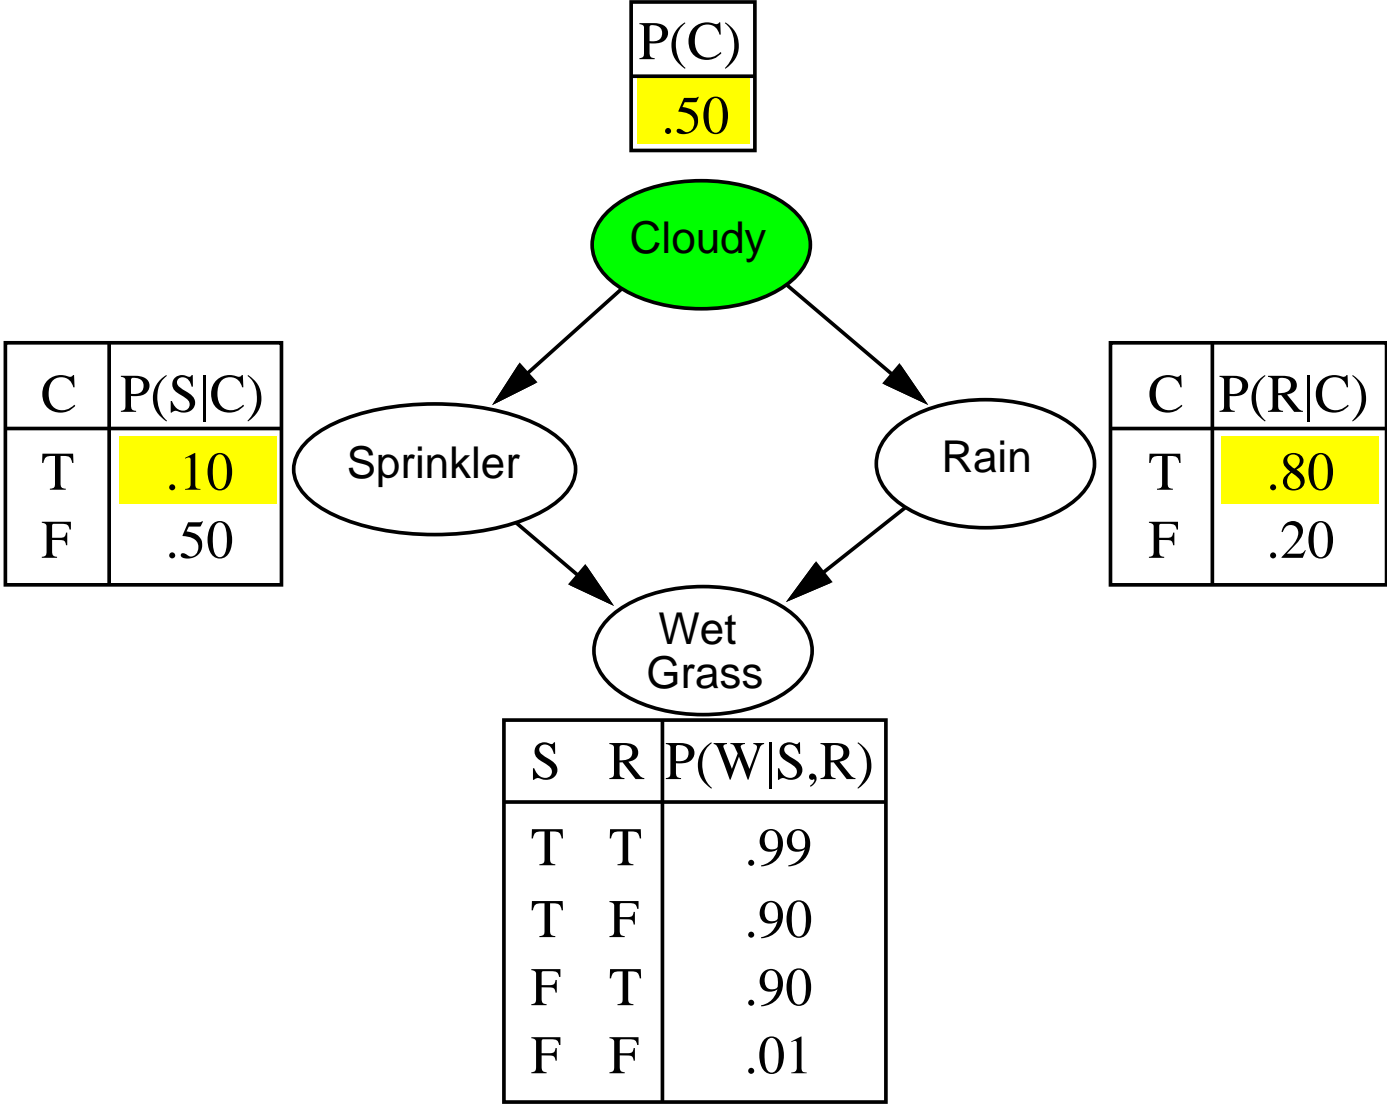 P(C)
.50
Cloudy
C P(S|C)
T .10
F .50
Sprinkler
Rain
C P(R|C)
T .80
F .20
Wet
Grass
S R P(W|S,R)
T T .99
T F .90
F T .90
F F .01